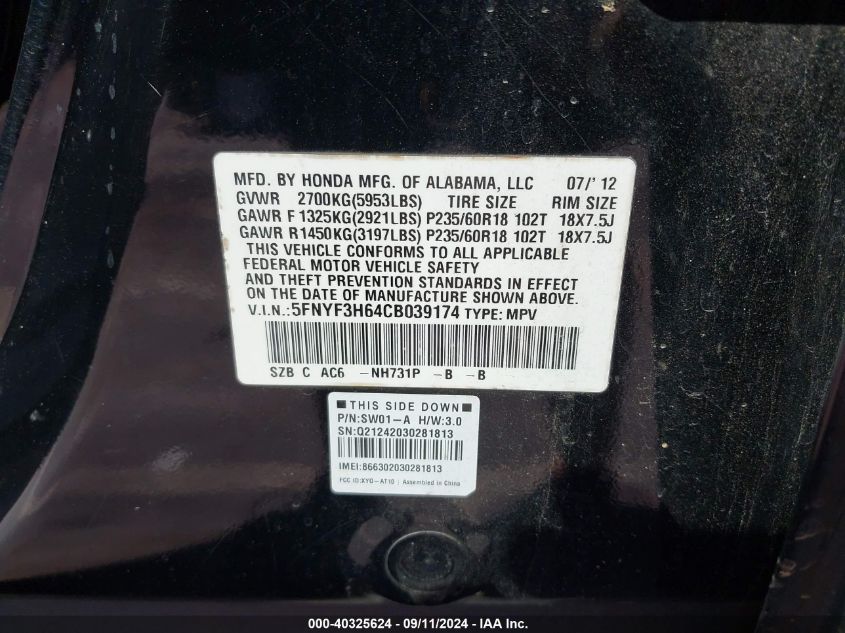 MFD. BY HONDA MFG. OF ALABAMA, LLC 07/' 12
GVWR 2700KG(5953LBS) TIRE SIZE RIM SIZE
GAWR F 1325KG(2921LBS) P235/60R18 102T 18X7.5J
GAWR R1450KG(3197LBS) P235/60R18 102T 18X7.5J
THIS VEHICLE CONFORMS TO ALL APPLICABLE
FEDERAL MOTOR VEHICLE SAFETY
AND THEFT PREVENTION STANDARDS IN EFFECT
ON THE DATE OF MANUFACTURE SHOWN ABOVE.
V.I.N.:5FNYF3H64CB039174 TYPE: MPV
SZB C AC6 -NH731P -B -B
■ THIS SIDE DOWN ■
P/N:SW01-A H/W:3.0
SN:Q21242030281813
IMEI:866302030281813
FCC ID:XYO-AT10 | Assembled in China
000-40325624 - 09/11/2024 - IAA Inc.